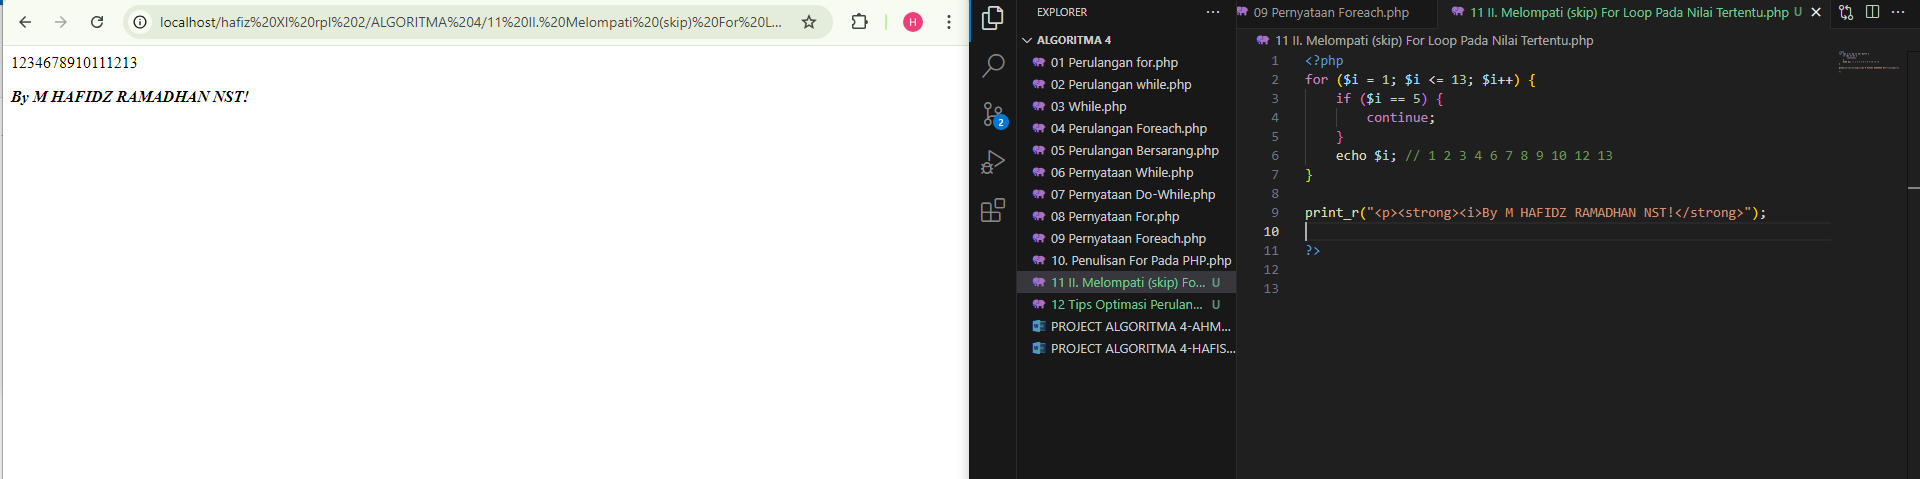 localhost/hafiz%20XI%20rpl%202/ALGORITMA%204/11%20II.%20Melompati%20(skip)%20For%20L...
H
1234678910111213
By M HAFIDZ RAMADHAN NST!
2
EXPLORER
ALGORITMA 4
01 Perulangan for.php
02 Perulangan while.php
03 While.php
04 Perulangan Foreach.php
05 Perulangan Bersarang.php
06 Pernyataan While.php
07 Pernyataan Do-While.php
08 Pernyataan For.php
09 Pernyataan Foreach.php
10. Penulisan For Pada PHP.php
11 II. Melompati (skip) Fo... U
12 Tips Optimasi Perulan... U
PROJECT ALGORITMA 4-AHM...
PROJECT ALGORITMA 4-HAFIS...
09 Pernyataan Foreach.php
11 II. Melompati (skip) For Loop Pada Nilai Tertentu.php U
11 II. Melompati (skip) For Loop Pada Nilai Tertentu.php
1 <?php
2 for ($i = 1; $i <= 13; $i++) {
3 if ($i == 5) {
4 continue;
5 }
6 echo $i; // 1 2 3 4 6 7 8 9 10 12 13
7 }
8
9 print_r("<p><strong><i>By M HAFIDZ RAMADHAN NST!</strong>");
10
11 ?>
12
13